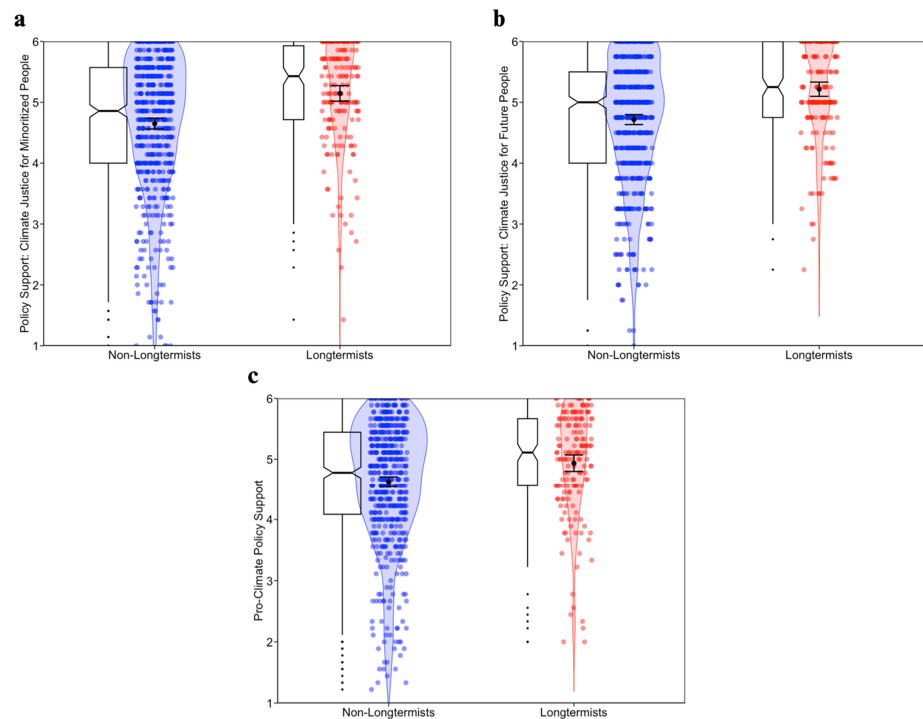 a
Policy Support: Climate Justice for Minoritized People
6
5
4
3
2
1
Non-Longtermists
Longtermists
b
Policy Support: Climate Justice for Future People
6
5
4
3
2
1
Non-Longtermists
Longtermists
c
Pro-Climate Policy Support
6
5
4
3
2
1
Non-Longtermists
Longtermists